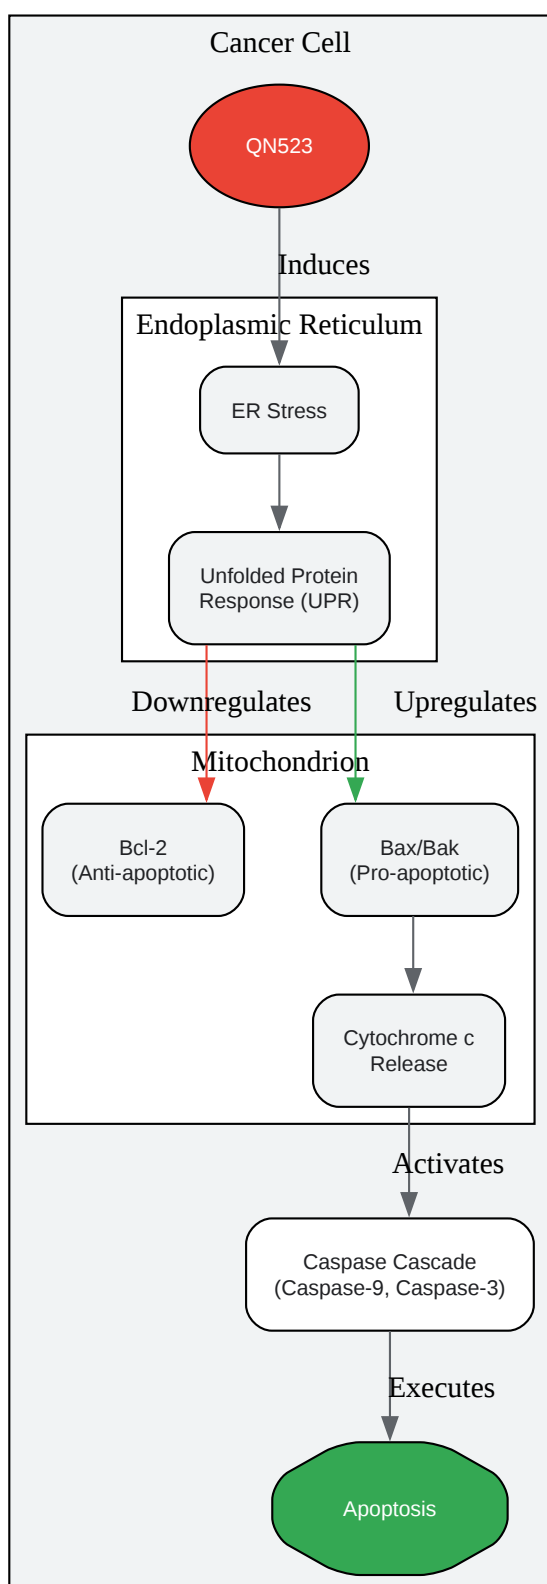 Cancer Cell
QN523
Induces
Endoplasmic Reticulum
ER Stress
Unfolded Protein
Response (UPR)
Downregulates
Upregulates
Mitochondrion
Bcl-2
(Anti-apoptotic)
Bax/Bak
(Pro-apoptotic)
Cytochrome c
Release
Activates
Caspase Cascade
(Caspase-9, Caspase-3)
Executes
Apoptosis